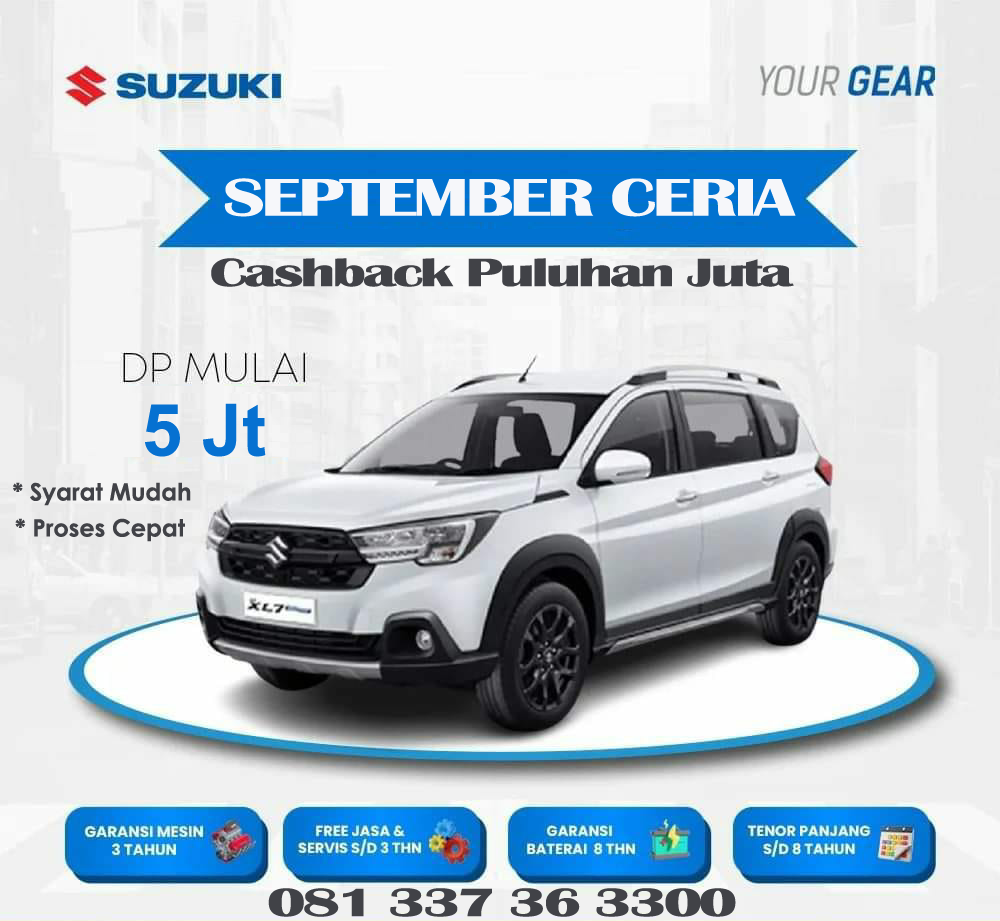 SUZUKI
YOUR GEAR
SEPTEMBER CERIA
Cashback Puluhan Juta
DP MULAI
5 Jt
* Syarat Mudah
* Proses Cepat
XL7
GARANSI MESIN
3 TAHUN
FREE JASA &
SERVIS S/D 3 THN
GARANSI
BATERAI 8 THN
TENOR PANJANG
S/D 8 TAHUN
081 337 36 3300